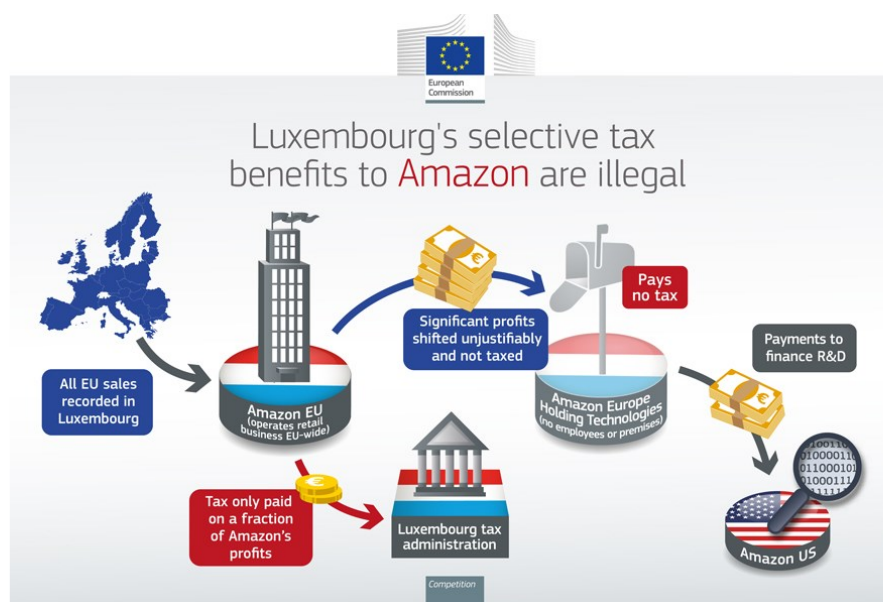 European
Commission
Luxembourg's selective tax
benefits to Amazon are illegal
All EU sales
recorded in
Luxembourg
Amazon EU
(operates retail
business EU-wide)
Significant profits
shifted unjustifiably
and not taxed
Pays
no tax
Amazon Europe
Holding Technologies
(no employees or premises)
Payments to
finance R&D
Tax only paid
on a fraction
of Amazon's
profits
Luxembourg tax
administration
Amazon US
Competition